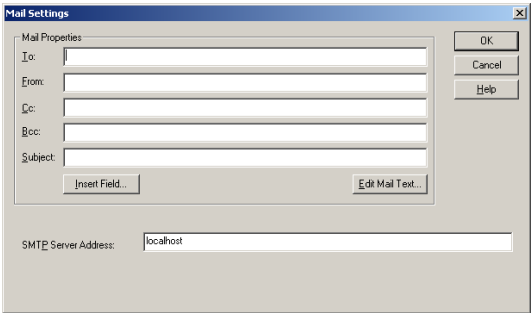 Mail Settings
Mail Properties
To:
From:
Cc:
Bcc:
Subject:
Insert Field...
Edit Mail Text...
OK
Cancel
Help
SMTP Server Address:
localhost